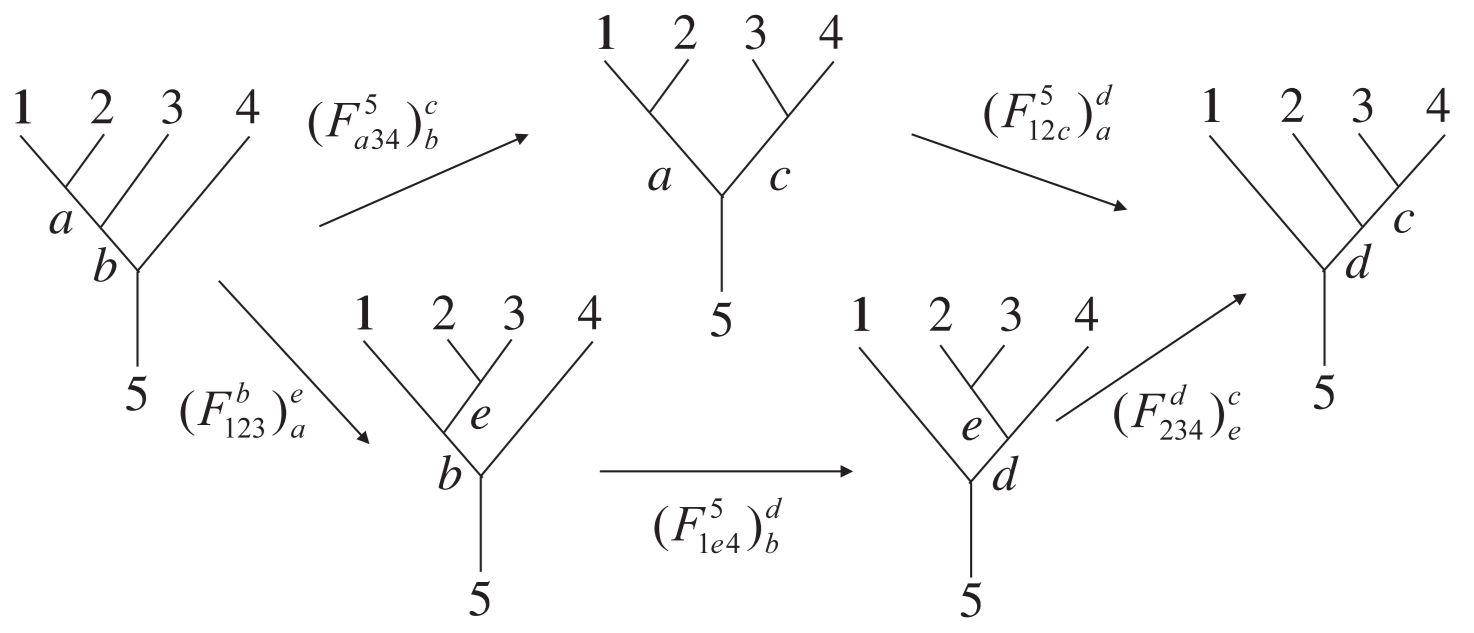 1 2 3 4
(F^5_{a34})^c_b
(F^5_{12c})^d_a
1 2 3 4
1 2 3 4
a c
a
b
c
d
5
1 2 3 4
1 2 3 4
5
5
(F^b_{123})^e_a
e
b
e
d
(F^d_{234})^c_e
(F^5_{1e4})^d_b
5
5